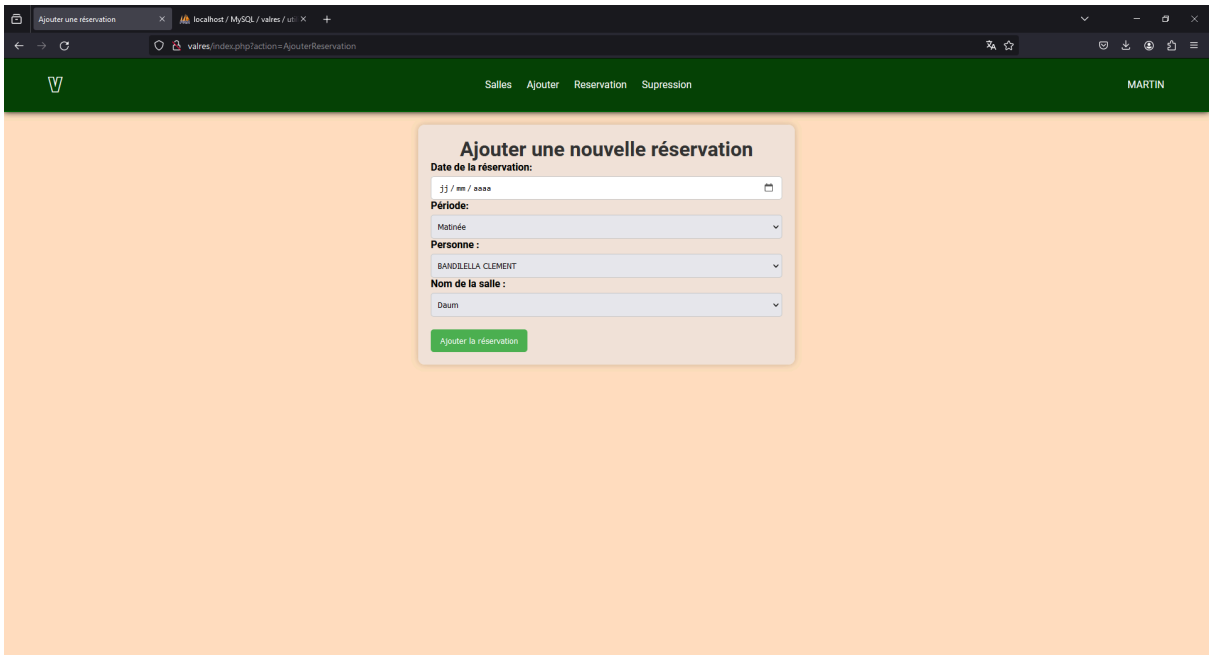 Ajouter une réservation
localhost / MySQL / valres / uti
valres/index.php?action=AjouterReservation
V
Salles Ajouter Reservation Supression
MARTIN
Ajouter une nouvelle réservation
Date de la réservation:
jj / mm / aaaa
Période:
Matinée
Personne :
BANDILELLA CLEMENT
Nom de la salle :
Daum
Ajouter la réservation